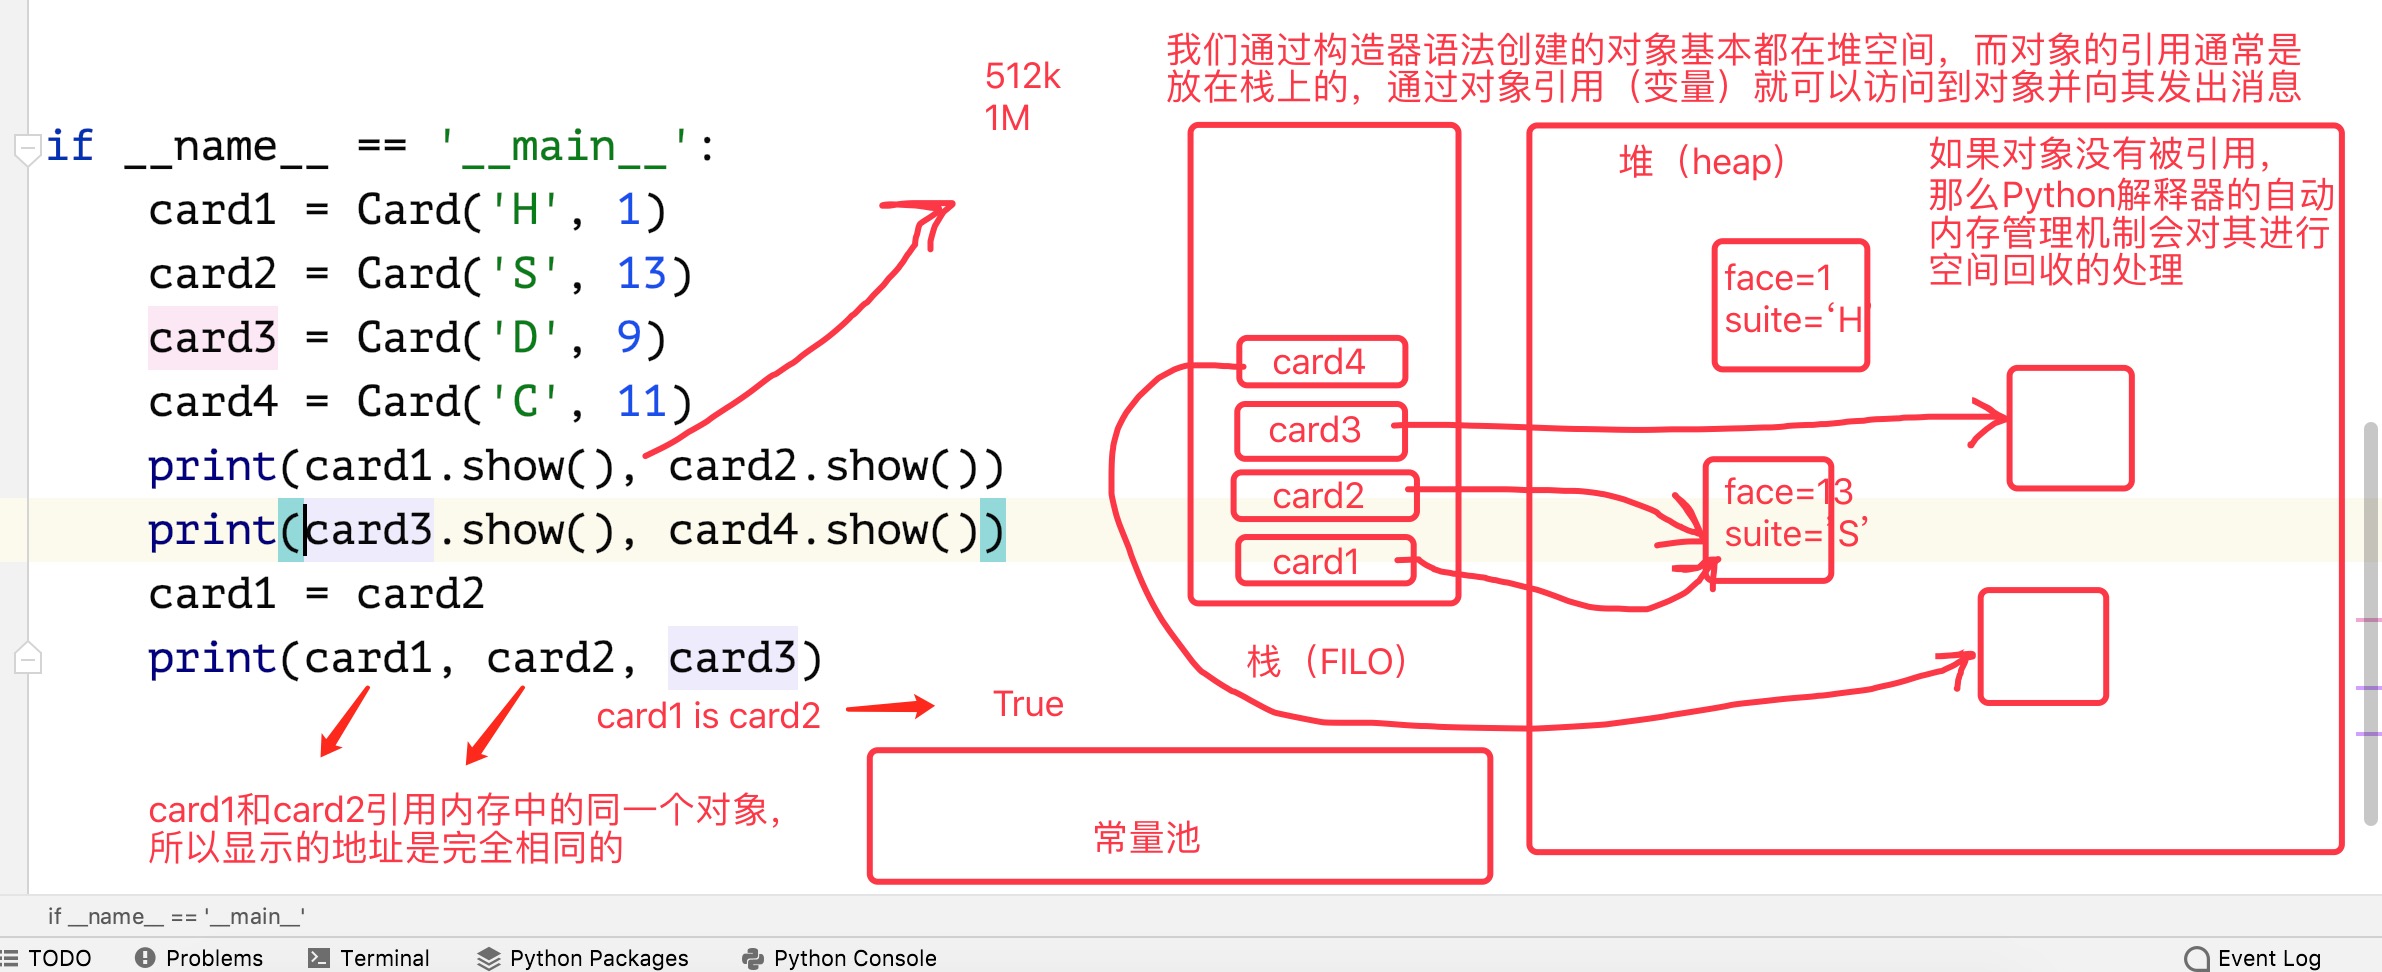 if __name__ == '__main__':
card1 = Card('H', 1)
card2 = Card('S', 13)
card3 = Card('D', 9)
card4 = Card('C', 11)
print(card1.show(), card2.show())
print(card3.show(), card4.show())
card1 = card2
print(card1, card2, card3)
card1 is card2
True
card1和card2引用内存中的同一个对象，
所以显示的地址是完全相同的
512k
1M
我们通过构造器语法创建的对象基本都在堆空间，而对象的引用通常是
放在栈上的，通过对象引用（变量）就可以访问到对象并向其发出消息
card4
card3
card2
card1
栈（FILO）
常量池
堆（heap）
如果对象没有被引用，
那么Python解释器的自动
内存管理机制会对其进行
空间回收的处理
face=1
suite=‘H’
face=13
suite=’S’
if __name__ == '__main__'
TODO
Problems
Terminal
Python Packages
Python Console
Event Log